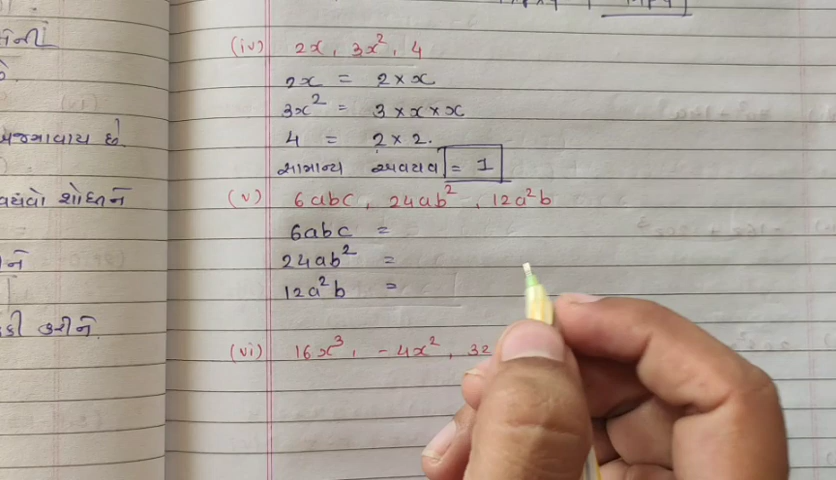 (iv) 2x, 3x², 4
2x = 2 × x
3x² = 3 × x × x
4 = 2 × 2.
સામાન્ય અવયવ = 1
(v) 6abc, 24ab², 12a²b
6abc =
24ab² =
12a²b =
(vi) 16x³, - 4x², 32